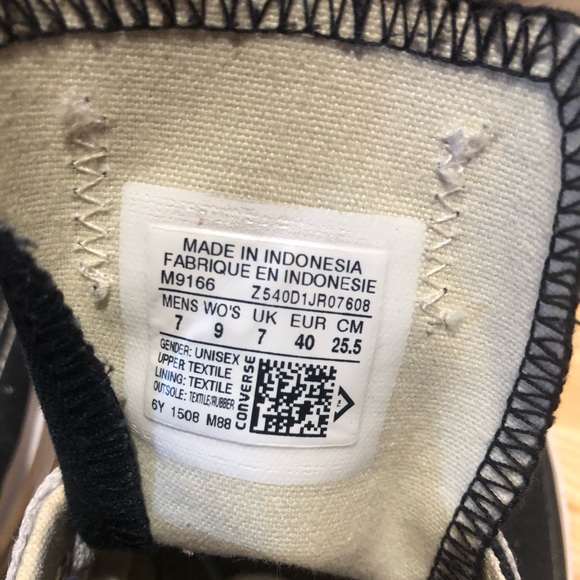 MADE IN INDONESIA
FABRIQUE EN INDONESIE
M9166 Z540D1JR07608
MENS WO'S UK EUR CM
7 9 7 40 25.5
GENDER: UNISEX
UPPER TEXTILE
LINING: TEXTILE
OUTSOLE: TEXTILE/RUBBER
6Y 1508 M88
CONVERSE